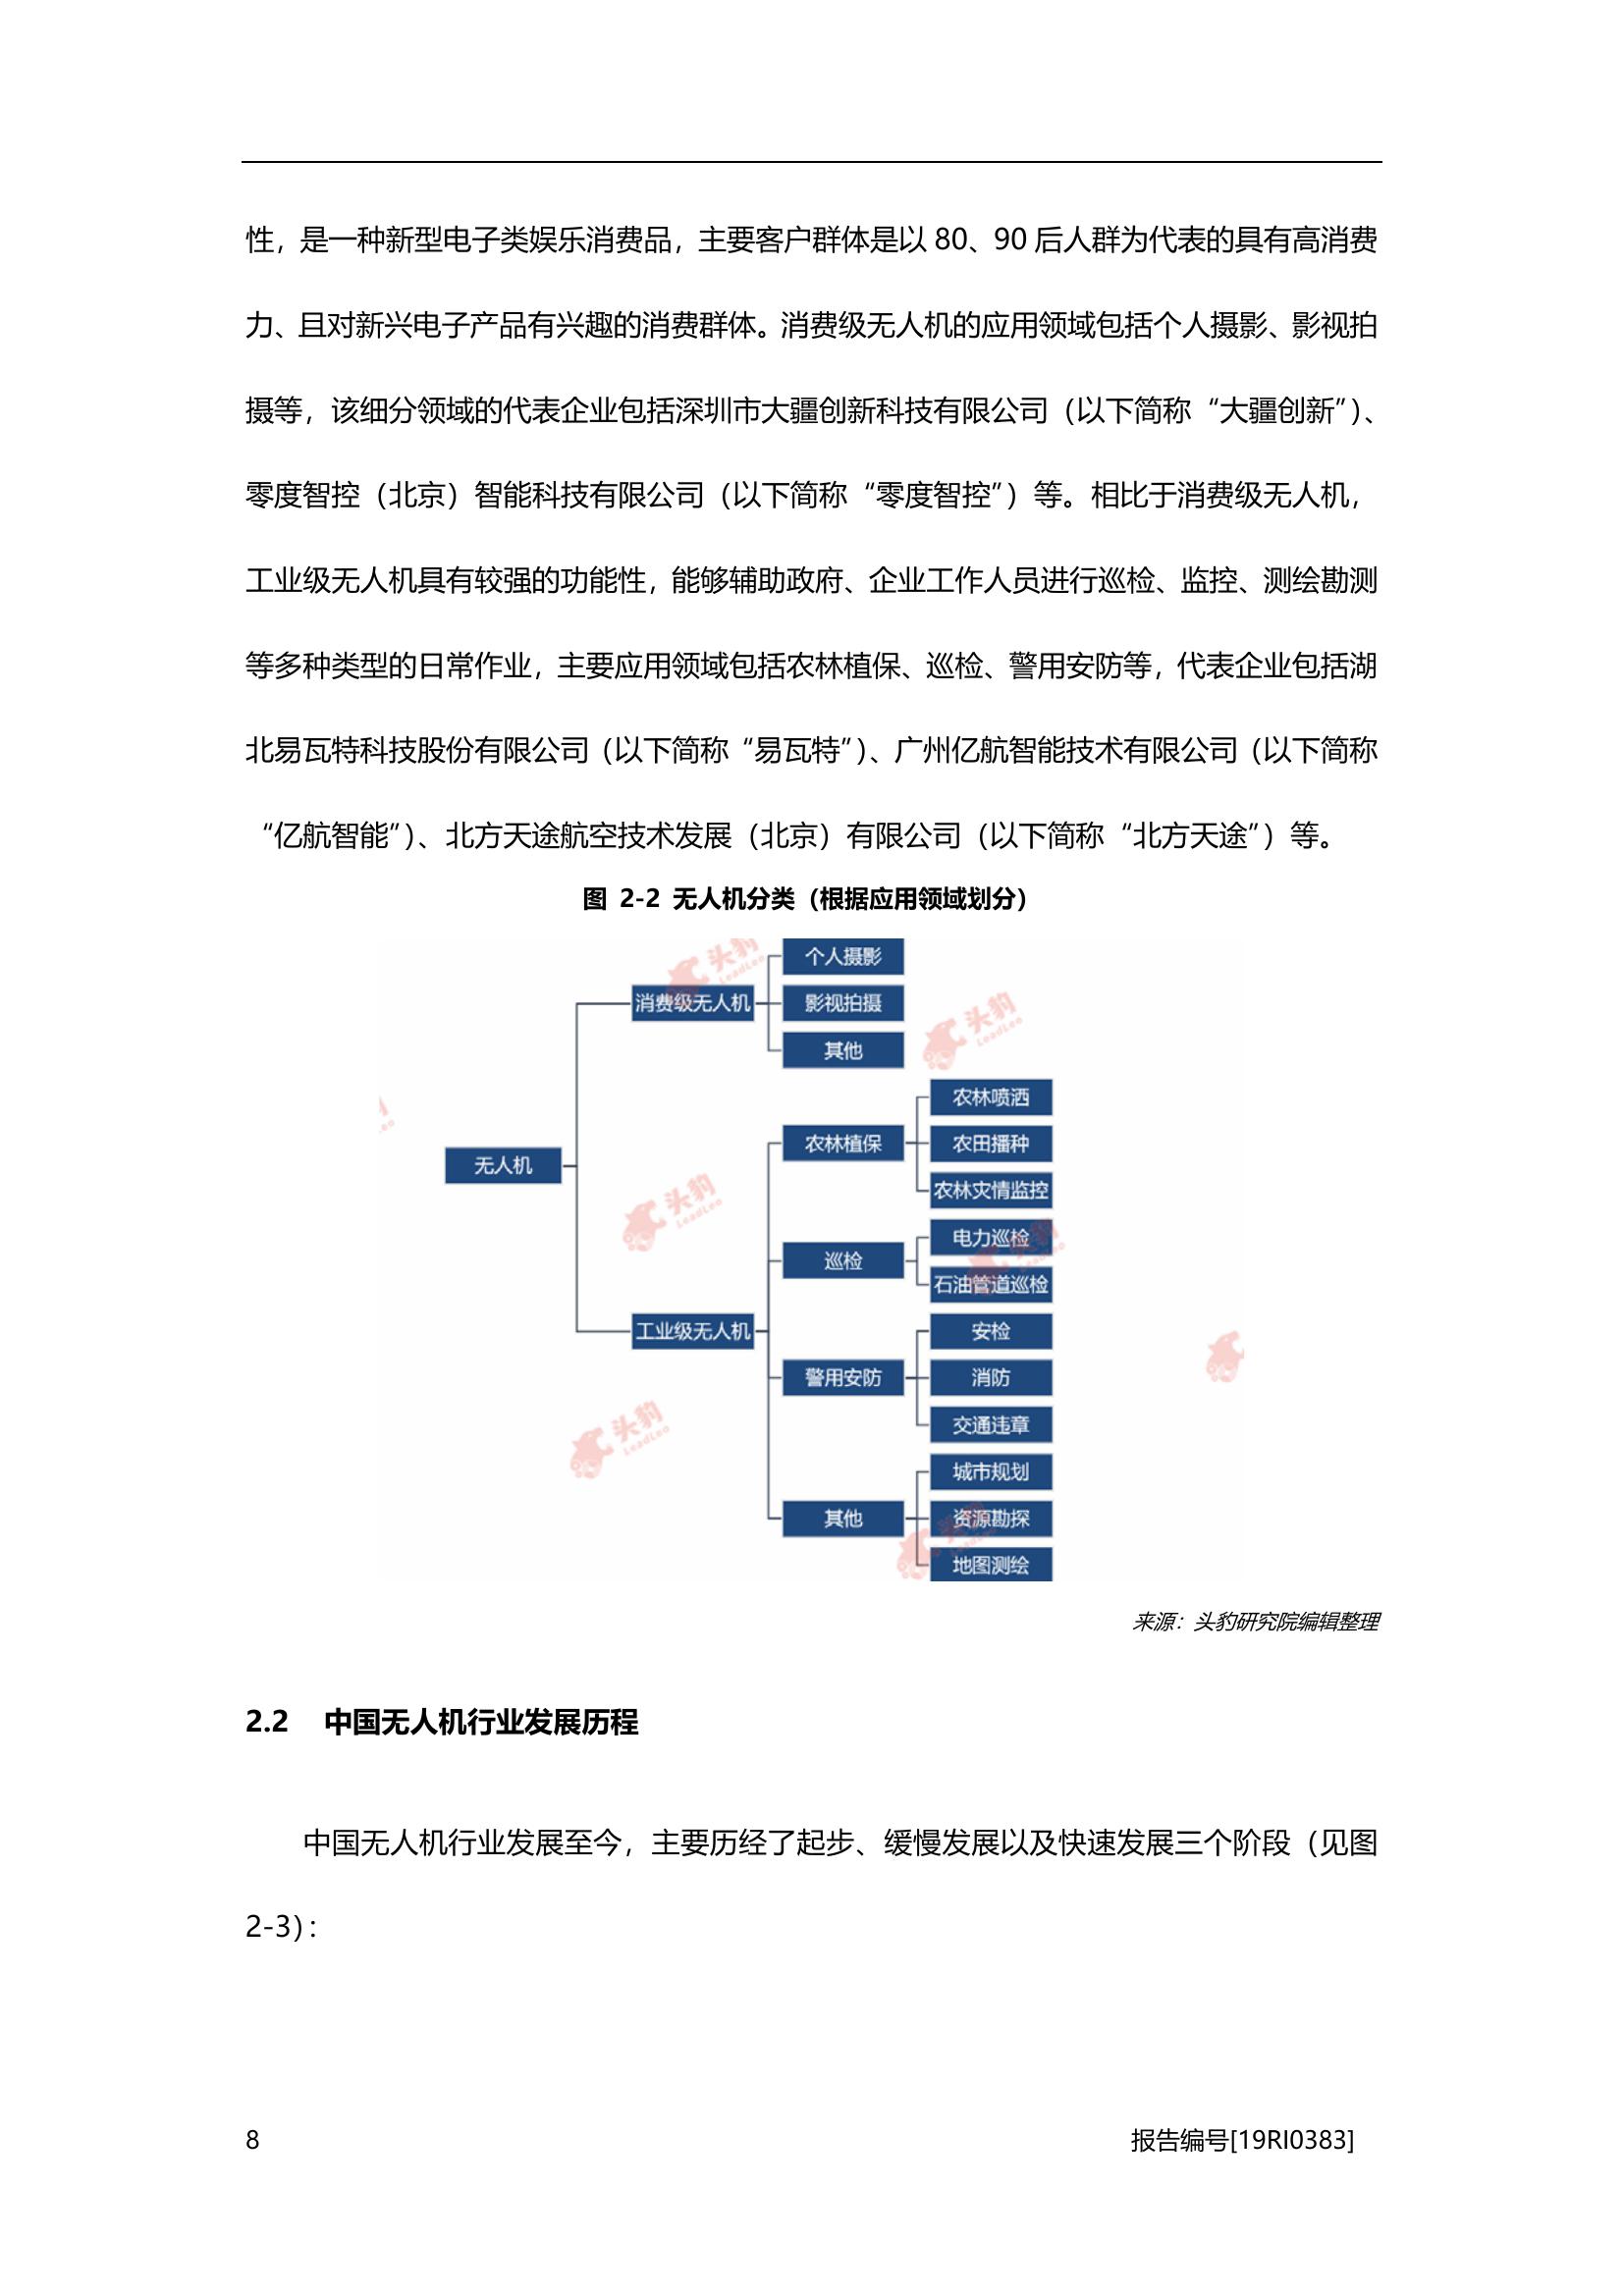 性，是一种新型电子类娱乐消费品，主要客户群体是以 80、90 后人群为代表的具有高消费
力、且对新兴电子产品有兴趣的消费群体。消费级无人机的应用领域包括个人摄影、影视拍
摄等，该细分领域的代表企业包括深圳市大疆创新科技有限公司（以下简称“大疆创新”）、
零度智控（北京）智能科技有限公司（以下简称“零度智控”）等。相比于消费级无人机，
工业级无人机具有较强的功能性，能够辅助政府、企业工作人员进行巡检、监控、测绘勘测
等多种类型的日常作业，主要应用领域包括农林植保、巡检、警用安防等，代表企业包括湖
北易瓦特科技股份有限公司（以下简称“易瓦特”）、广州亿航智能技术有限公司（以下简称
“亿航智能”）、北方天途航空技术发展（北京）有限公司（以下简称“北方天途”）等。
图 2-2 无人机分类（根据应用领域划分）
无人机
消费级无人机
个人摄影
影视拍摄
其他
工业级无人机
农林植保
农林喷洒
农田播种
农林灾情监控
巡检
电力巡检
石油管道巡检
警用安防
安检
消防
交通违章
其他
城市规划
资源勘探
地图测绘
头豹
LeadLeo
头豹
LeadLeo
头豹
LeadLeo
头豹
LeadLeo
来源：头豹研究院编辑整理
2.2 中国无人机行业发展历程
中国无人机行业发展至今，主要历经了起步、缓慢发展以及快速发展三个阶段（见图
2-3）：
8
报告编号[19RI0383]